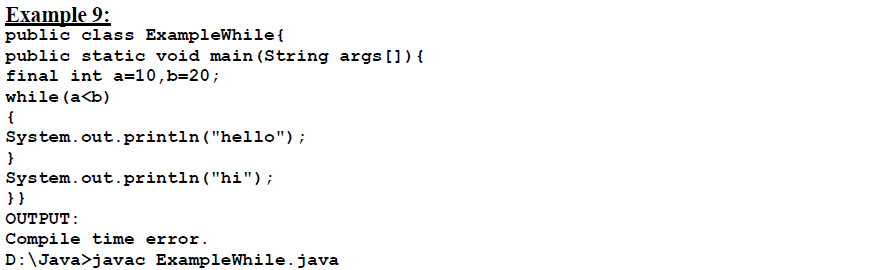 Example 9:
public class ExampleWhile{
public static void main(String args[]){
final int a=10,b=20;
while(a<b)
{
System.out.println("hello");
}
System.out.println("hi");
}}
OUTPUT:
Compile time error.
D:\Java>javac ExampleWhile.java